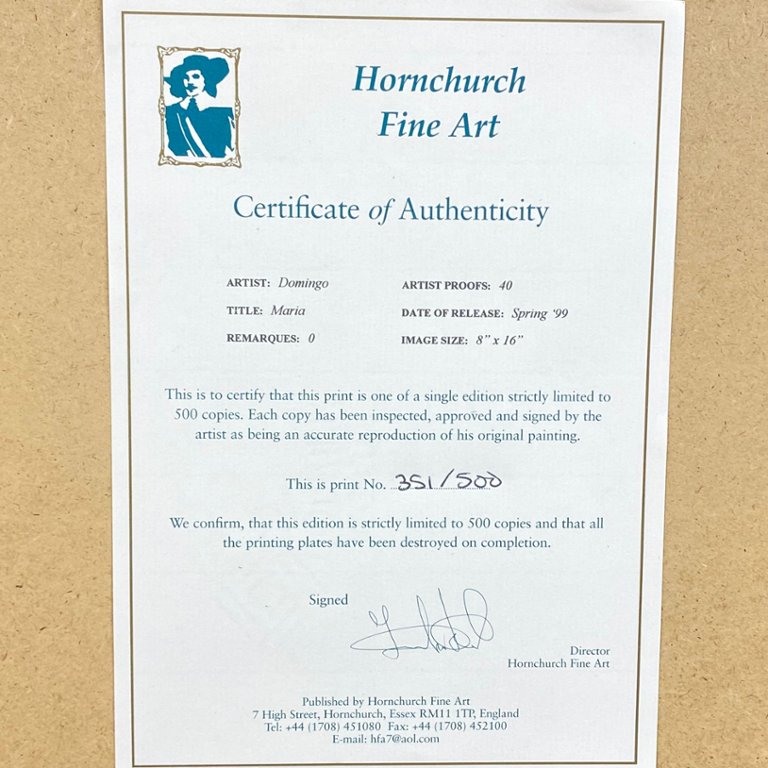 Hornchurch
Fine Art
Certificate of Authenticity
ARTIST: Domingo
ARTIST PROOFS: 40
TITLE: Maria
DATE OF RELEASE: Spring '99
REMARQUES: 0
IMAGE SIZE: 8" x 16"
This is to certify that this print is one of a single edition strictly limited to
500 copies. Each copy has been inspected, approved and signed by the
artist as being an accurate reproduction of his original painting.
This is print No. 351/500
We confirm, that this edition is strictly limited to 500 copies and that all
the printing plates have been destroyed on completion.
Signed
Director
Hornchurch Fine Art
Published by Hornchurch Fine Art
7 High Street, Hornchurch, Essex RM11 1TP, England
Tel: +44 (1708) 451080 Fax: +44 (1708) 452100
E-mail: hfa7@aol.com